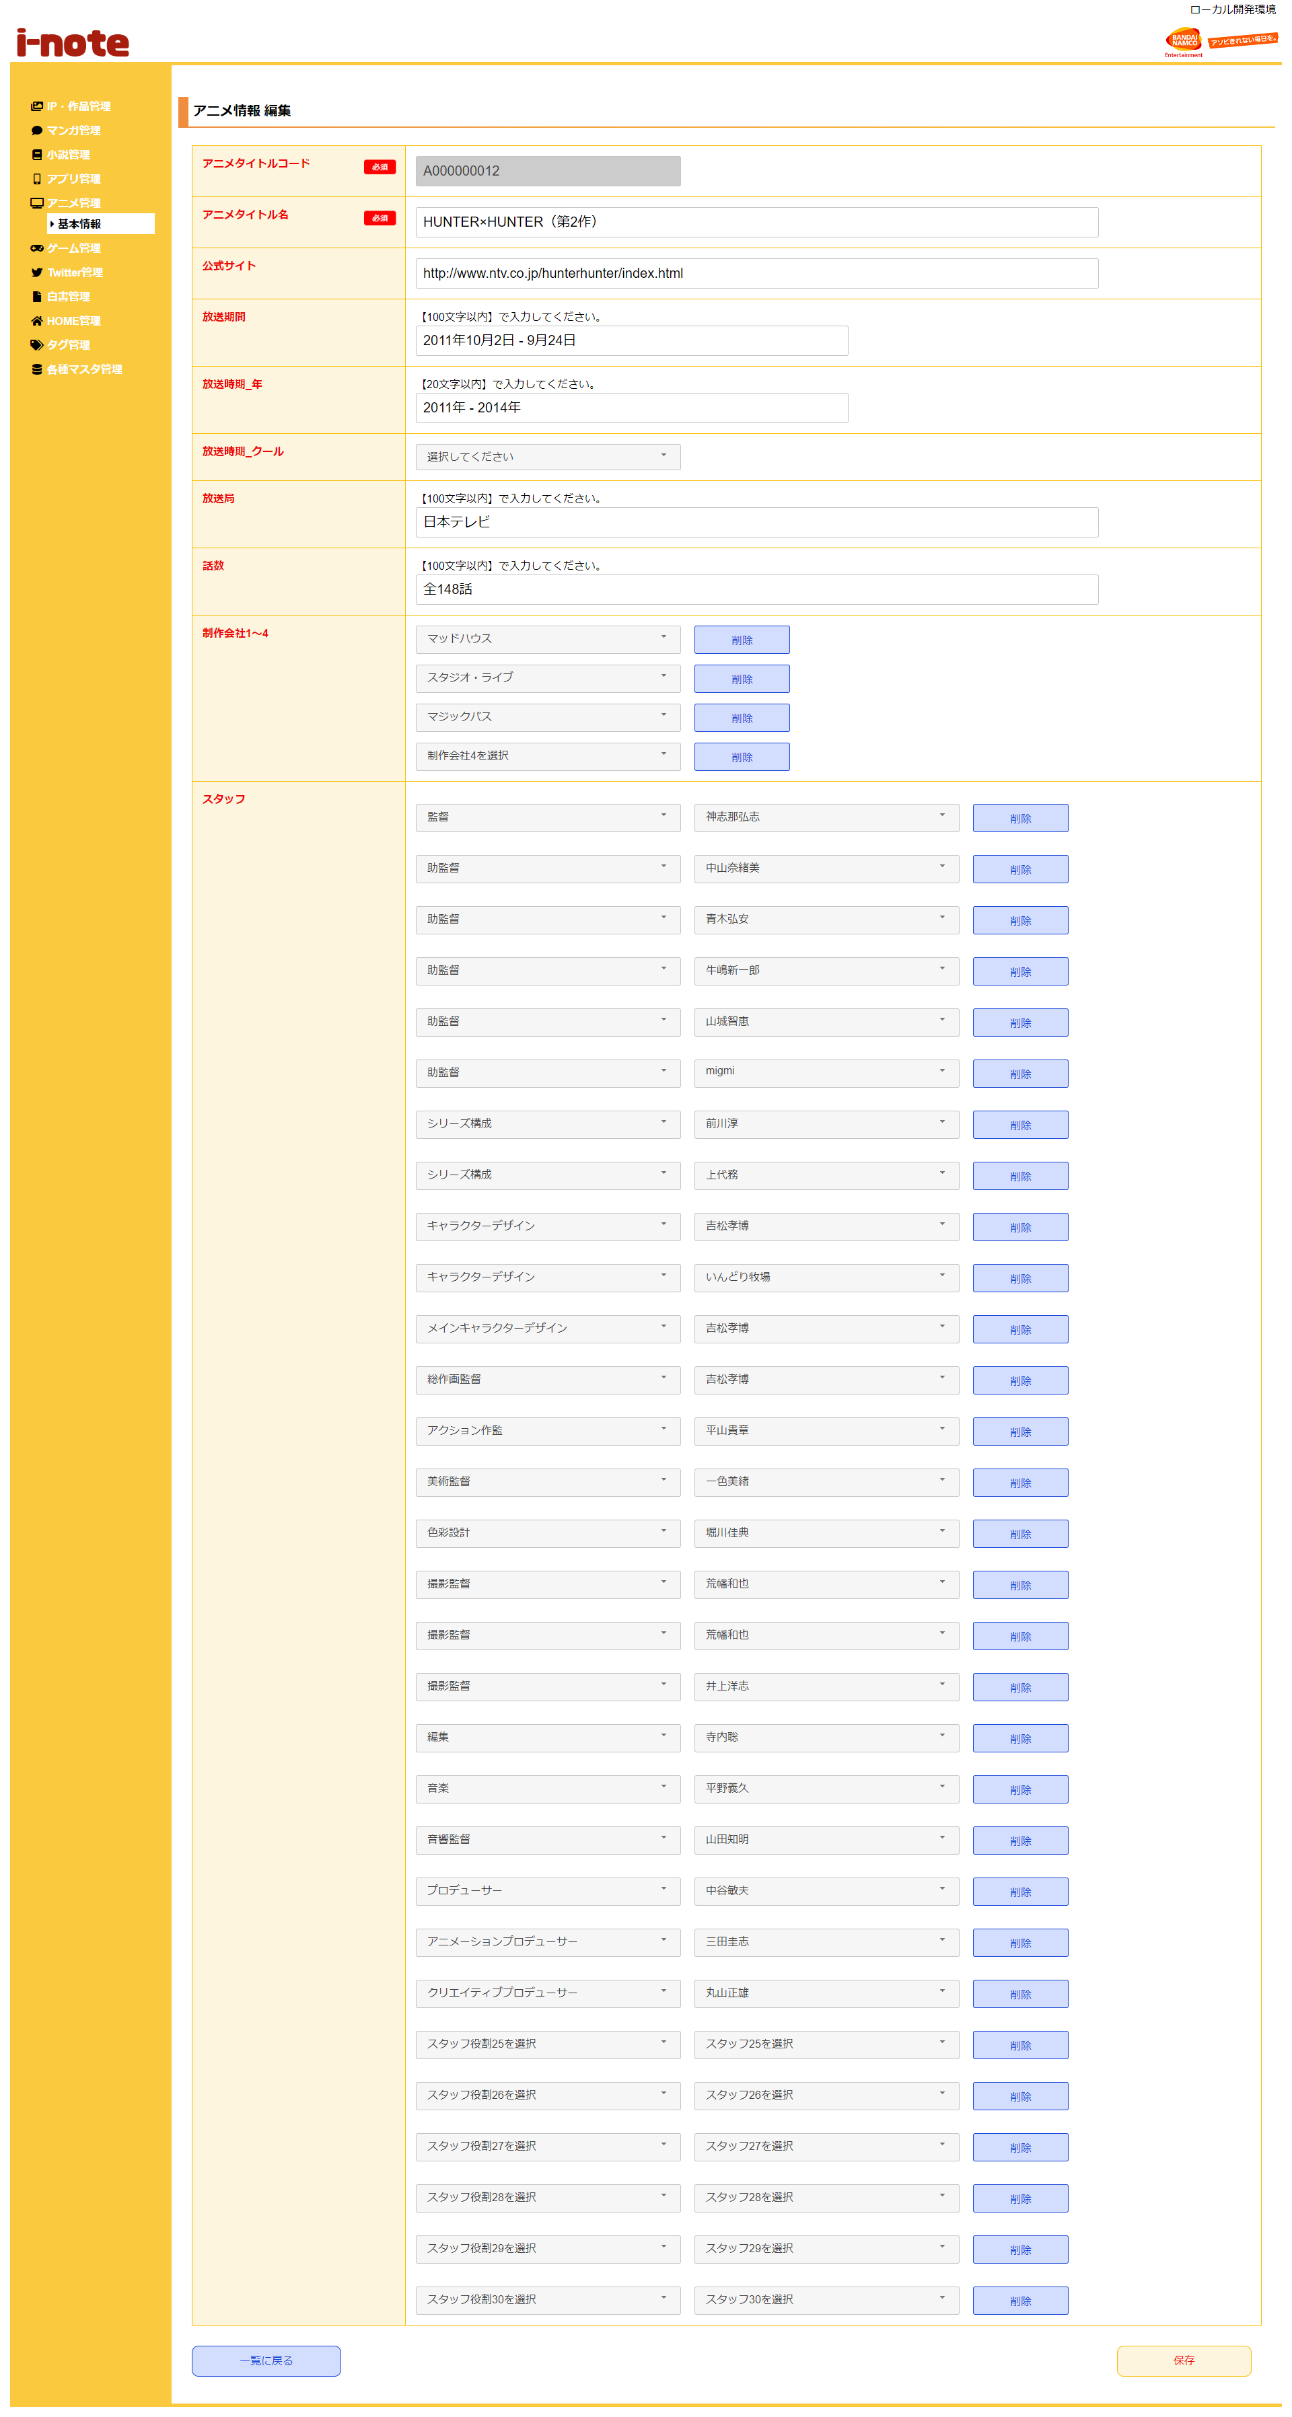 ローカル開発環境
i-note
BANDAI
NAMCO
Entertainment
アソビきれない毎日を。
IP・作品管理
マンガ管理
小説管理
アプリ管理
アニメ管理
基本情報
ゲーム管理
Twitter管理
白書管理
HOME管理
タグ管理
各種マスタ管理
アニメ情報 編集
アニメタイトルコード 必須 A000000012
アニメタイトル名 必須 HUNTER×HUNTER（第2作）
公式サイト http://www.ntv.co.jp/hunterhunter/index.html
放送期間 【100文字以内】で入力してください。
2011年10月2日 - 9月24日
放送時期_年 【20文字以内】で入力してください。
2011年 - 2014年
放送時期_クール 選択してください
放送局 【100文字以内】で入力してください。
日本テレビ
話数 【100文字以内】で入力してください。
全148話
制作会社1〜4 マッドハウス 削除
スタジオ・ライブ 削除
マジックバス 削除
制作会社4を選択 削除
スタッフ
監督 神志那弘志 削除
助監督 中山奈緒美 削除
助監督 青木弘安 削除
助監督 牛嶋新一郎 削除
助監督 山城智恵 削除
助監督 migmi 削除
シリーズ構成 前川淳 削除
シリーズ構成 上代務 削除
キャラクターデザイン 吉松孝博 削除
キャラクターデザイン いんどり牧場 削除
メインキャラクターデザイン 吉松孝博 削除
総作画監督 吉松孝博 削除
アクション作監 平山貴章 削除
美術監督 一色美緒 削除
色彩設計 堀川佳典 削除
撮影監督 荒幡和也 削除
撮影監督 荒幡和也 削除
撮影監督 井上洋志 削除
編集 寺内聡 削除
音楽 平野義久 削除
音響監督 山田知明 削除
プロデューサー 中谷敏夫 削除
アニメーションプロデューサー 三田圭志 削除
クリエイティブプロデューサー 丸山正雄 削除
スタッフ役割25を選択 スタッフ25を選択 削除
スタッフ役割26を選択 スタッフ26を選択 削除
スタッフ役割27を選択 スタッフ27を選択 削除
スタッフ役割28を選択 スタッフ28を選択 削除
スタッフ役割29を選択 スタッフ29を選択 削除
スタッフ役割30を選択 スタッフ30を選択 削除
一覧に戻る 保存